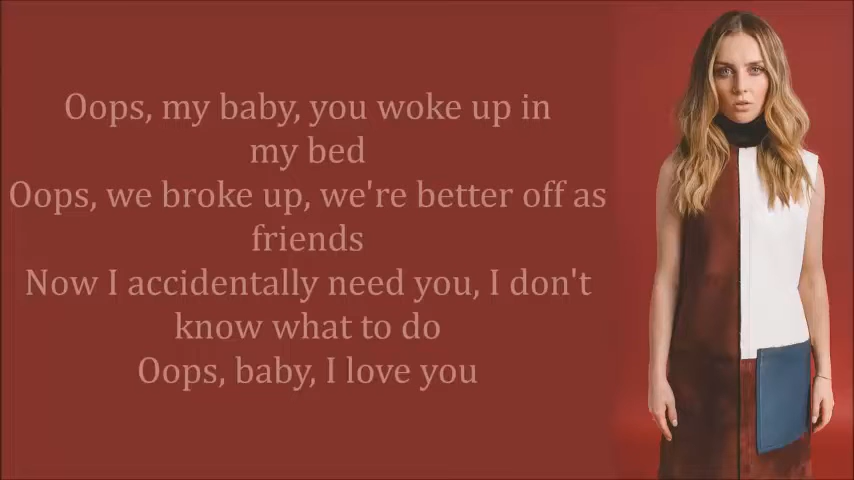 Oops, my baby, you woke up in
my bed
Oops, we broke up, we're better off as
friends
Now I accidentally need you, I don't
know what to do
Oops, baby, I love you